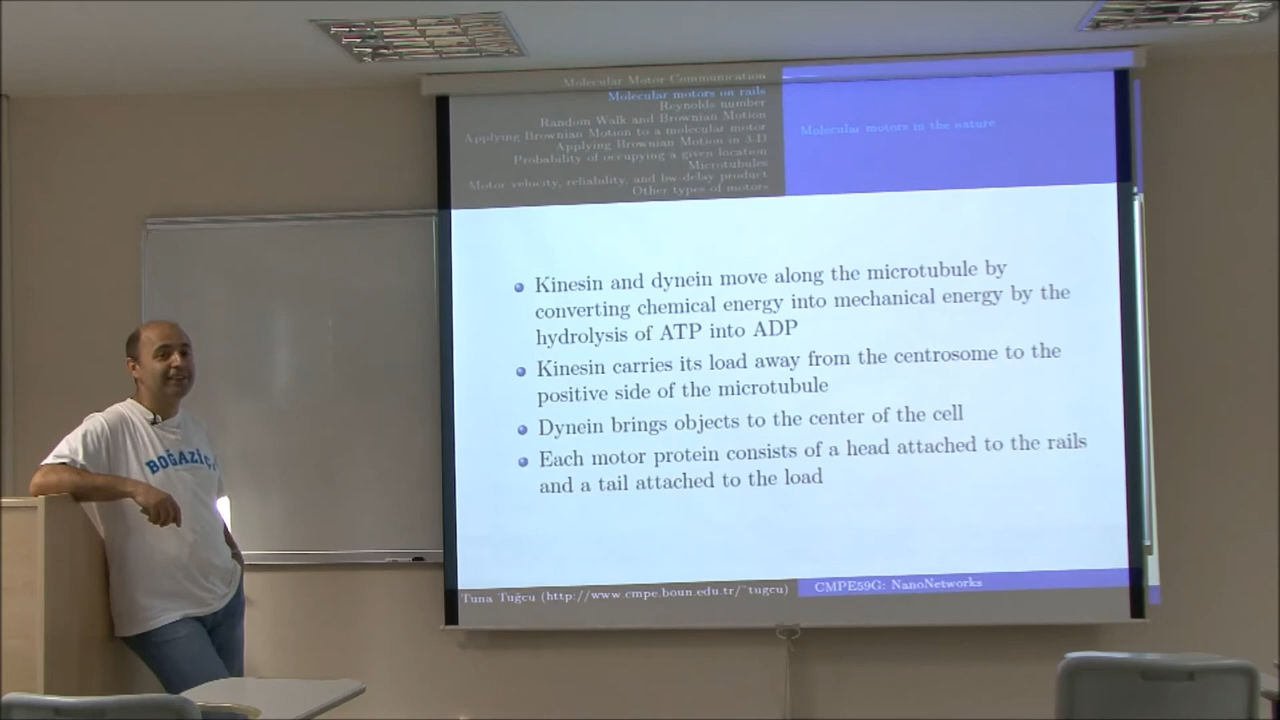 Molecular Motor Communication
Molecular motors on rails
Reynolds number
Random Walk and Brownian Motion
Applying Brownian Motion to a molecular motor
Applying Brownian Motion in 3-D
Probability of occupying a given location
Microtubules
Motor velocity, reliability, and bw-delay product
Other types of motors
Molecular motors in the nature
Kinesin and dynein move along the microtubule by
converting chemical energy into mechanical energy by the
hydrolysis of ATP into ADP
Kinesin carries its load away from the centrosome to the
positive side of the microtubule
Dynein brings objects to the center of the cell
Each motor protein consists of a head attached to the rails
and a tail attached to the load
Tuna Tuğcu (http://www.cmpe.boun.edu.tr/~tugcu)
CMPE59G: NanoNetworks
BOĞAZİÇİ